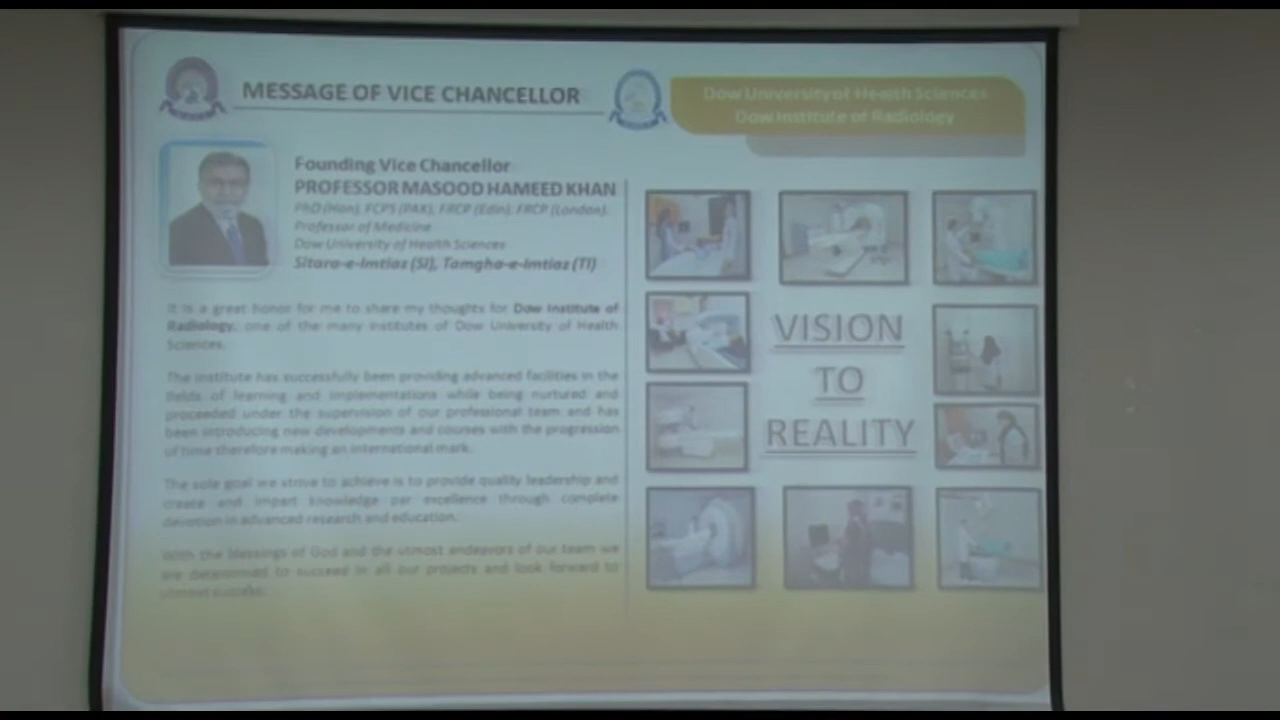 MESSAGE OF VICE CHANCELLOR
Dow University of Health Sciences
Dow Institute of Radiology
Founding Vice Chancellor
PROFESSOR MASOOD HAMEED KHAN
PhD (Hon), FCPS (PAK), FRCP (Edin), FRCP (London).
Professor of Medicine
Dow University of Health Sciences
Sitara-e-Imtiaz (SI), Tamgha-e-Imtiaz (TI)
It is a great honor for me to share my thoughts for Dow Institute of
Radiology, one of the many institutes of Dow University of Health
Sciences.
The institute has successfully been providing advanced facilities in the
fields of learning and implementations while being nurtured and
proceeded under the supervision of our professional team and has
been introducing new developments and courses with the progression
of time therefore making an international mark.
The sole goal we strive to achieve is to provide quality leadership and
create and impart knowledge par excellence through complete
devotion in advanced research and education.
With the blessings of God and the utmost endeavors of our team we
are determined to succeed in all our projects and look forward to
utmost success.
VISION
TO
REALITY